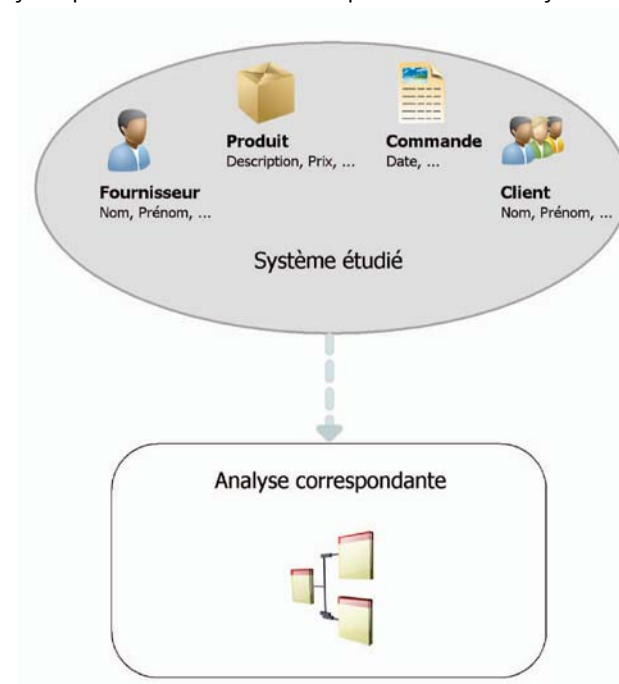 Produit
Description, Prix, ...
Commande
Date, ...
Fournisseur
Nom, Prénom, ...
Client
Nom, Prénom, ...
Système étudié
Analyse correspondante